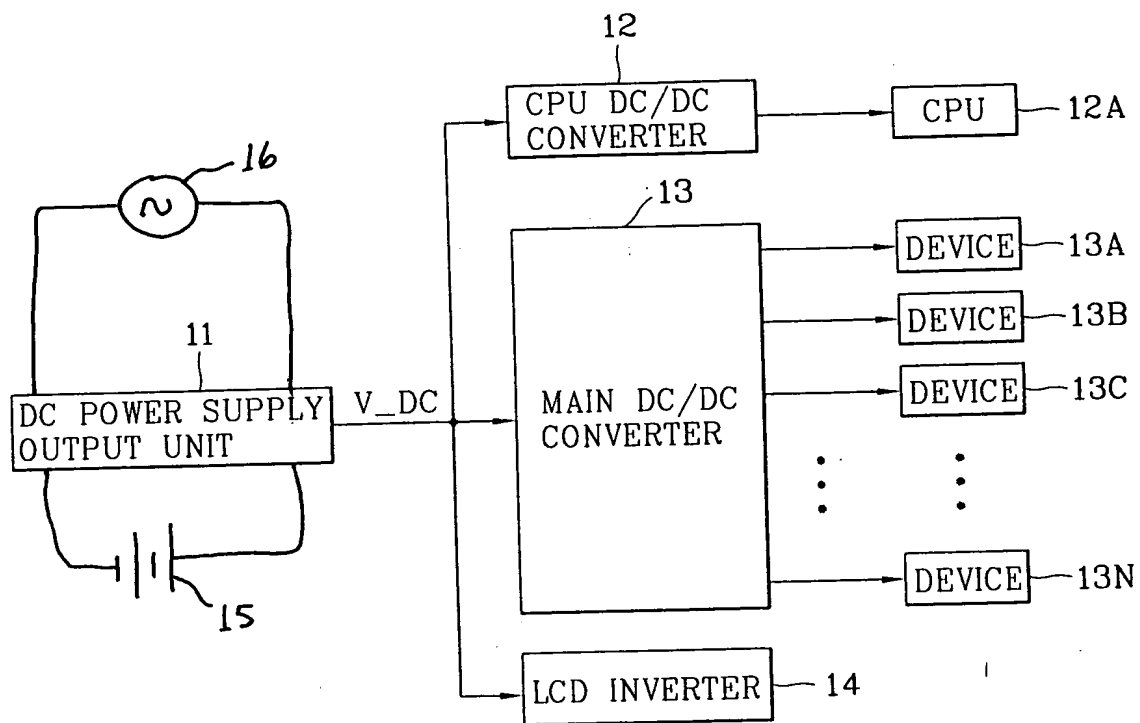 12
CPU DC/DC
CONVERTER
CPU
12A
16
~
13
DEVICE
13A
11
DEVICE
13B
DC POWER SUPPLY
OUTPUT UNIT
V_DC
MAIN DC/DC
CONVERTER
DEVICE
13C
15
DEVICE
13N
LCD INVERTER
14